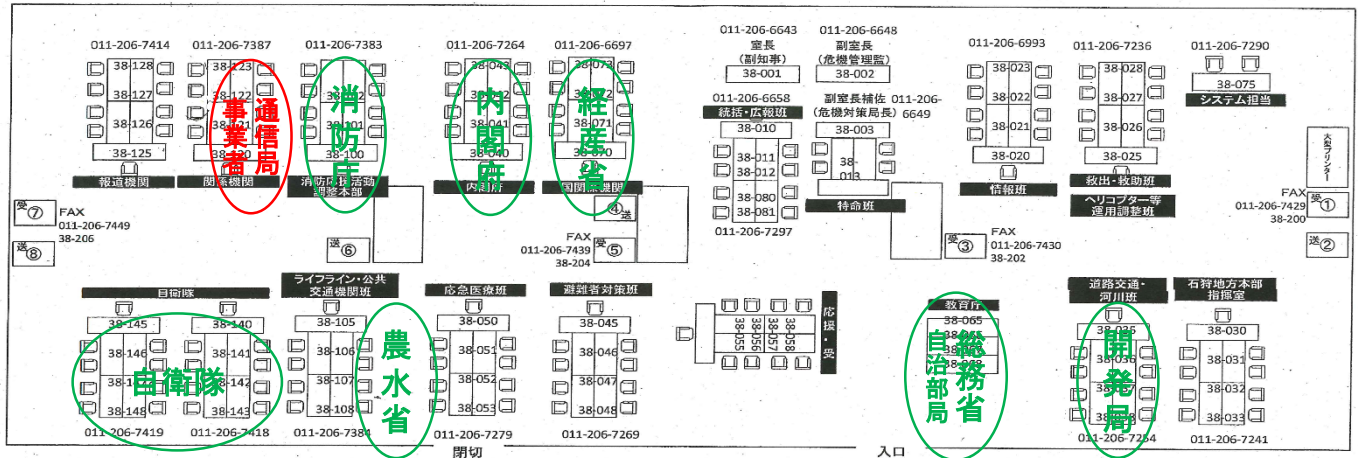 011-206-7414
38-128
38-127
38-126
38-125
報道機関
011-206-7387
38-123
38-122
38-121
38-120
関係機関
通信局
事業者
011-206-7383
38-100
消防応援活動
調整本部
消防庁
011-206-7264
38-043
38-041
38-040
内閣府
内閣府
011-206-6697
38-073
38-071
38-070
国関係機関
経産省
011-206-6643
室長
(副知事)
38-001
011-206-6648
副室長
(危機管理監)
38-002
011-206-6658
統括・広報班
38-010
38-011
38-012
38-080
38-081
011-206-7297
副室長補佐 011-206-
(危機対策局長) 6649
38-003
38-
013
特命班
011-206-6993
38-023
38-022
38-021
38-020
情報班
011-206-7236
38-028
38-027
38-026
38-025
救出・救助班
ヘリコプター等
運用調整班
011-206-7290
38-075
システム担当
大型プリンター
受⑦
FAX
011-206-7449
38-206
送⑧
送⑥
④送
FAX
011-206-7439
38-204
受⑤
受③
FAX
011-206-7430
38-202
FAX
011-206-7429
38-200
受①
送②
自衛隊
38-145
38-146
38-148
011-206-7419
38-140
38-141
38-142
38-143
011-206-7418
自衛隊
ライフライン・公共
交通機関班
38-105
38-106
38-107
38-108
011-206-7384
農水省
応急医療班
38-050
38-051
38-052
38-053
011-206-7279
避難者対策班
38-045
38-046
38-047
38-048
011-206-7269
38-055
38-056
38-057
38-058
応援・受
教育庁
38-065
総務省
自治部局
道路交通・
河川班
38-036
011-206-7254
開発局
石狩地方本部
指揮室
38-030
38-031
38-032
38-033
011-206-7241
閉切
入口